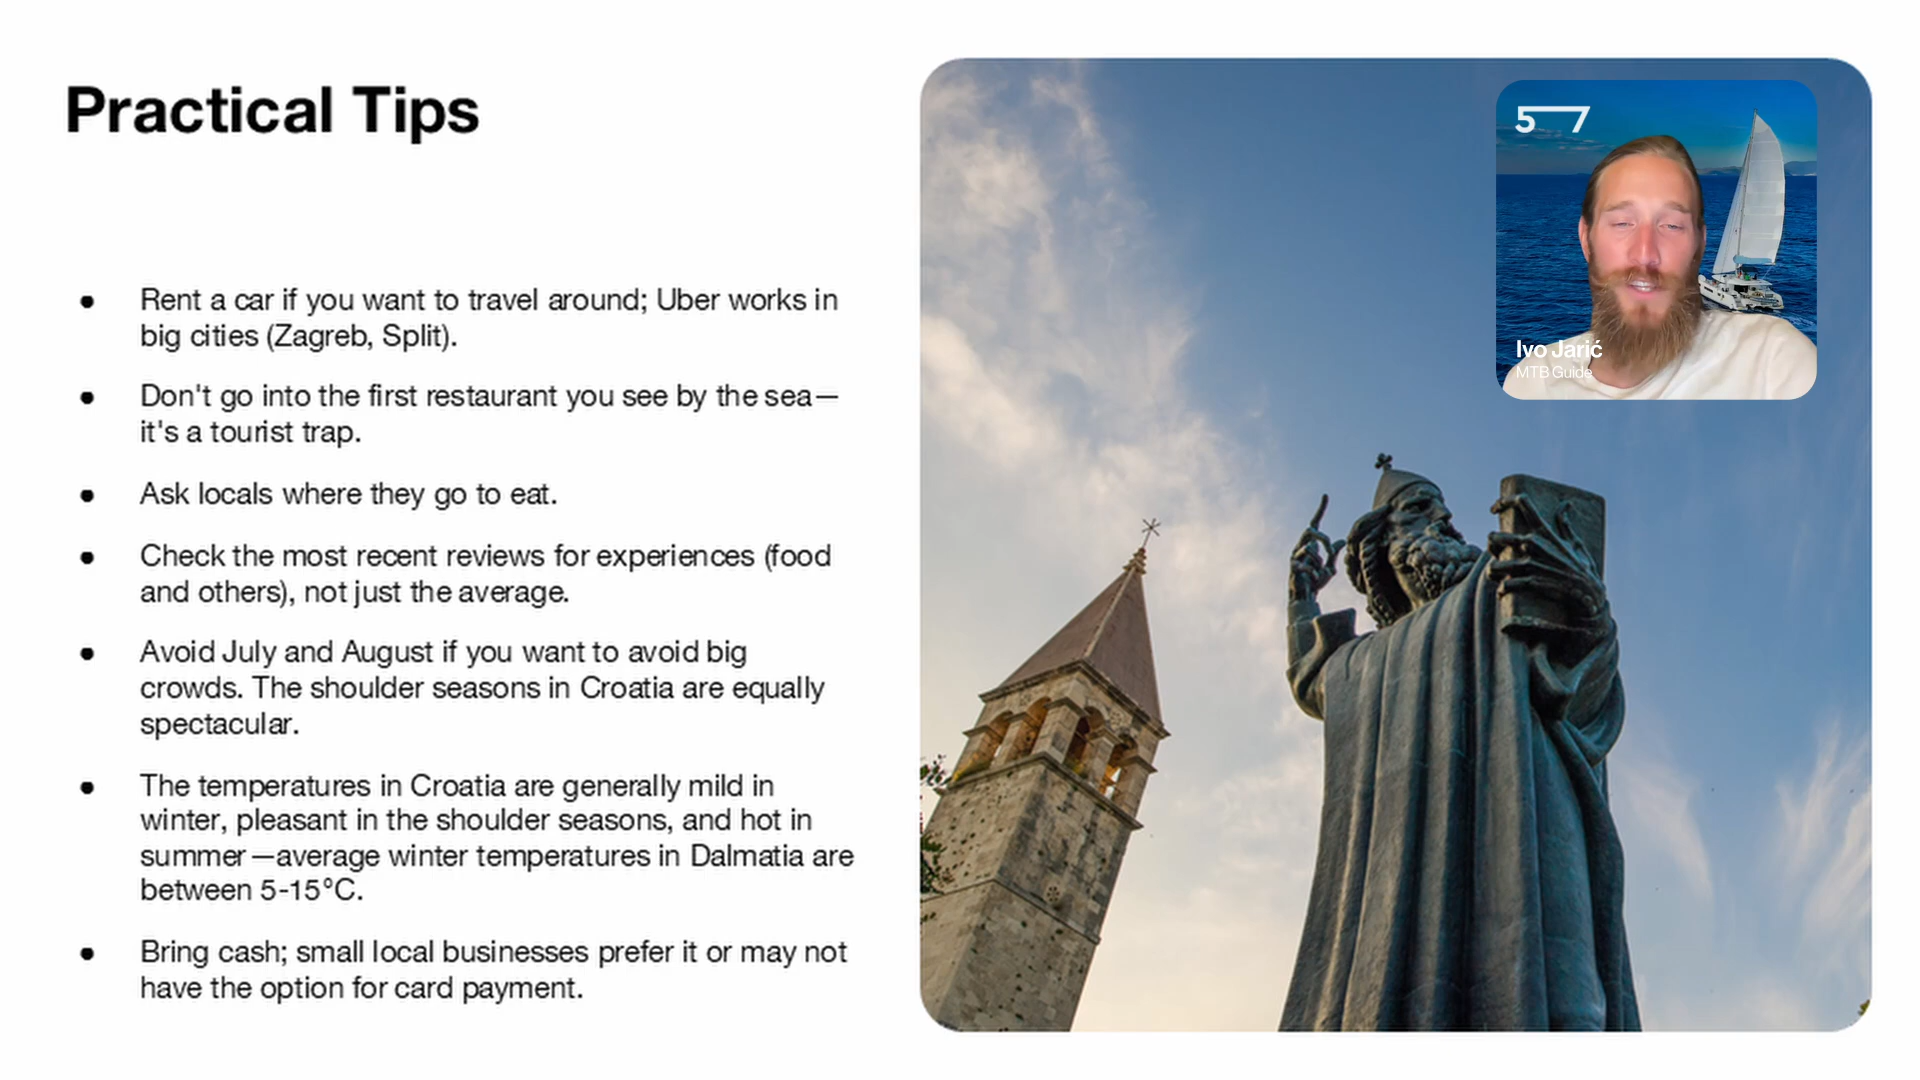 Practical Tips
Rent a car if you want to travel around; Uber works in
big cities (Zagreb, Split).
Don't go into the first restaurant you see by the sea—
it's a tourist trap.
Ask locals where they go to eat.
Check the most recent reviews for experiences (food
and others), not just the average.
Avoid July and August if you want to avoid big
crowds. The shoulder seasons in Croatia are equally
spectacular.
The temperatures in Croatia are generally mild in
winter, pleasant in the shoulder seasons, and hot in
summer—average winter temperatures in Dalmatia are
between 5-15°C.
Bring cash; small local businesses prefer it or may not
have the option for card payment.
5 7
Ivo Jarić
MTB Guide